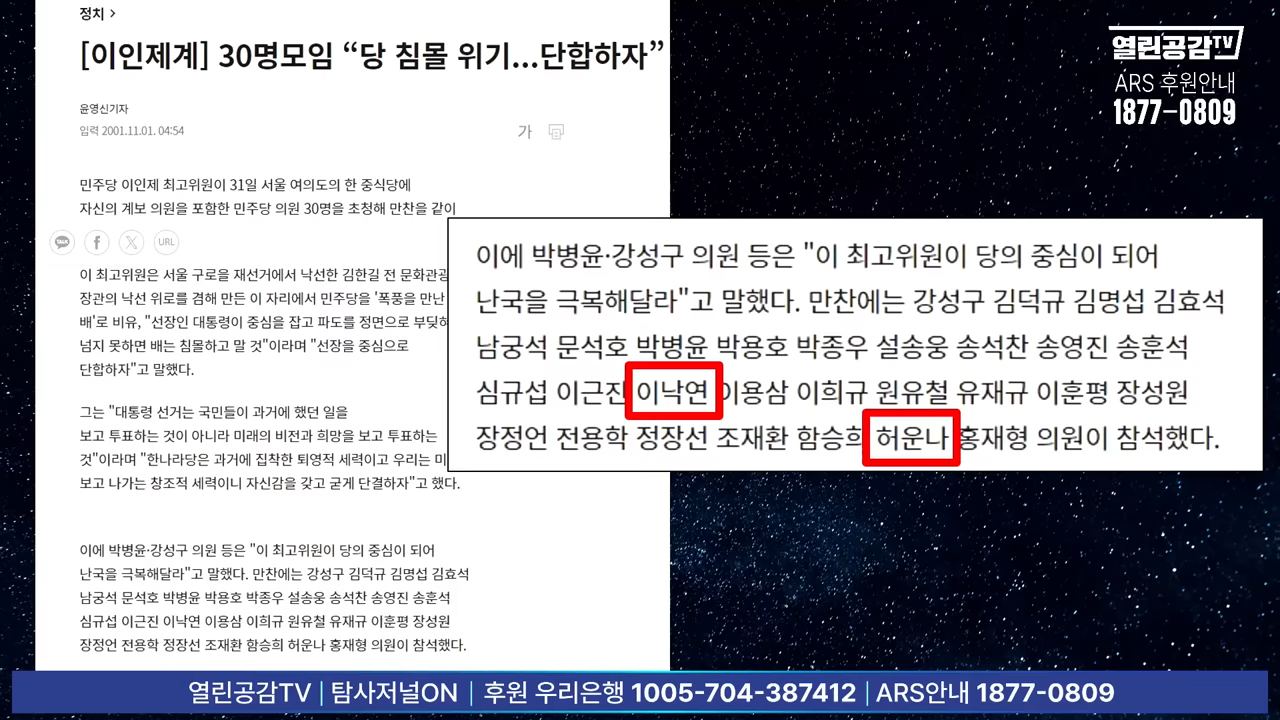 정치 >
[이인제계] 30명모임 “당 침몰 위기...단합하자”
윤영신기자
입력 2001.11.01. 04:54
가
민주당 이인제 최고위원이 31일 서울 여의도의 한 중식당에
자신의 계보 의원을 포함한 민주당 의원 30명을 초청해 만찬을 같이
TALK
f
X
URL
이 최고위원은 서울 구로을 재선거에서 낙선한 김한길 전 문화관광
장관의 낙선 위로를 겸해 만든 이 자리에서 민주당을 '폭풍을 만난
배'로 비유, "선장인 대통령이 중심을 잡고 파도를 정면으로 부딪혀
넘지 못하면 배는 침몰하고 말 것"이라며 "선장을 중심으로
단합하자"고 말했다.
그는 "대통령 선거는 국민들이 과거에 했던 일을
보고 투표하는 것이 아니라 미래의 비전과 희망을 보고 투표하는
것"이라며 "한나라당은 과거에 집착한 퇴영적 세력이고 우리는 미
보고 나가는 창조적 세력이니 자신감을 갖고 굳게 단결하자"고 했다.
이에 박병윤·강성구 의원 등은 "이 최고위원이 당의 중심이 되어
난국을 극복해달라"고 말했다. 만찬에는 강성구 김덕규 김명섭 김효석
남궁석 문석호 박병윤 박용호 박종우 설송웅 송석찬 송영진 송훈석
심규섭 이근진 이낙연 이용삼 이희규 원유철 유재규 이훈평 장성원
장정언 전용학 정장선 조재환 함승희 허운나 홍재형 의원이 참석했다.
이에 박병윤·강성구 의원 등은 "이 최고위원이 당의 중심이 되어
난국을 극복해달라"고 말했다. 만찬에는 강성구 김덕규 김명섭 김효석
남궁석 문석호 박병윤 박용호 박종우 설송웅 송석찬 송영진 송훈석
심규섭 이근진 이낙연 이용삼 이희규 원유철 유재규 이훈평 장성원
장정언 전용학 정장선 조재환 함승희 허운나 홍재형 의원이 참석했다.
열린공감TV
ARS 후원안내
1877-0809
열린공감TV | 탐사저널ON | 후원 우리은행 1005-704-387412 | ARS안내 1877-0809